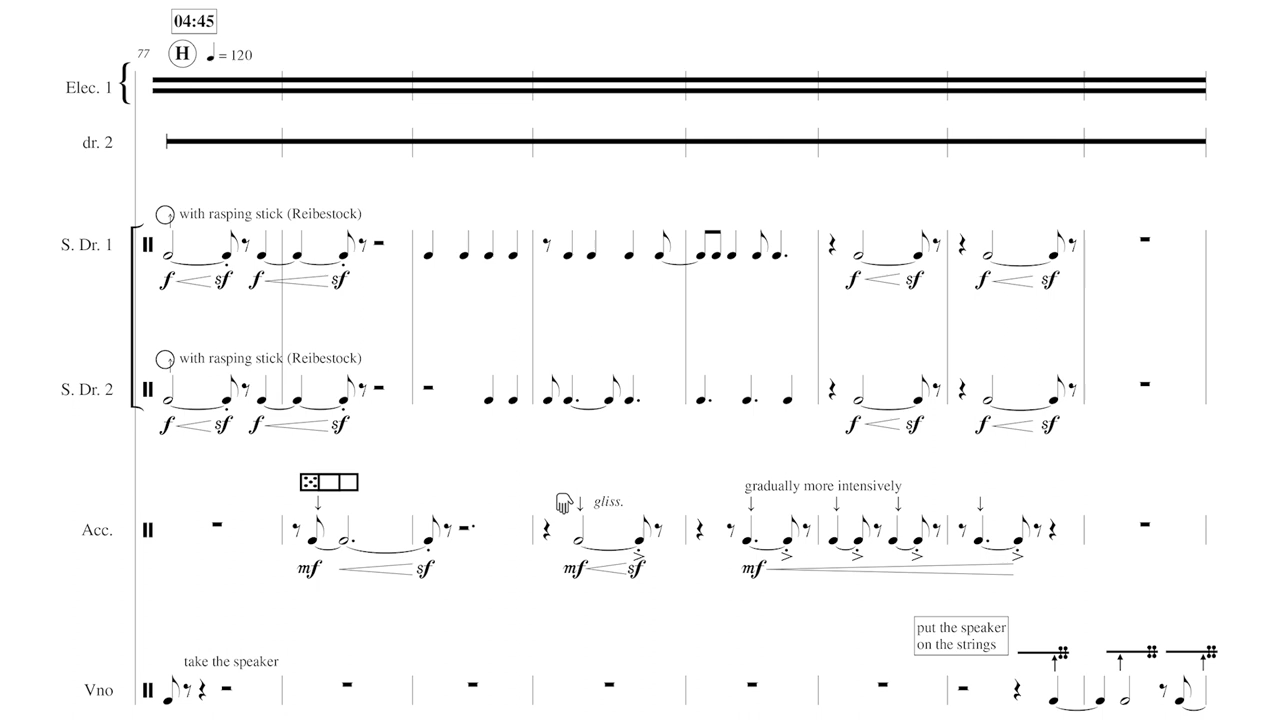 04:45
77 H ♩ = 120
Elec. 1
dr. 2
with rasping stick (Reibestock)
S. Dr. 1
f sf f sf f sf f sf
with rasping stick (Reibestock)
S. Dr. 2
f sf f sf f sf f sf
gradually more intensively
gliss.
Acc.
mf sf mf sf mf
put the speaker
on the strings
take the speaker
Vno